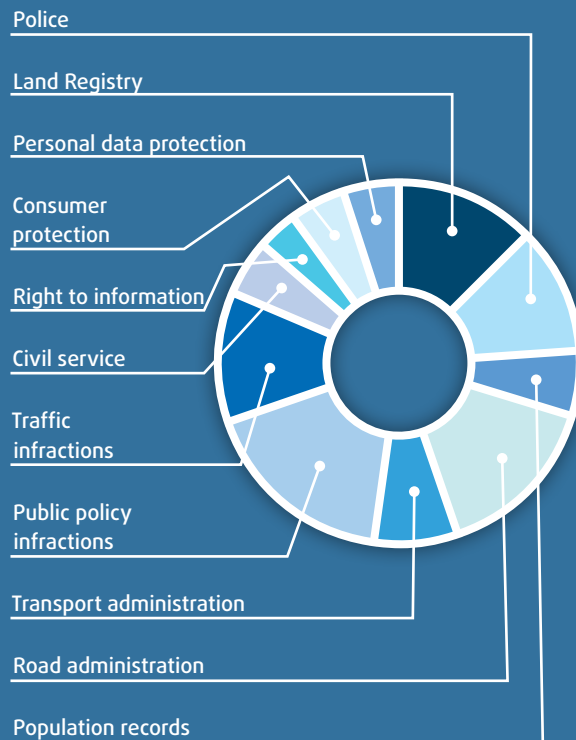 Police
Land Registry
Personal data protection
Consumer
protection
Right to information
Civil service
Traffic
infractions
Public policy
infractions
Transport administration
Road administration
Population records